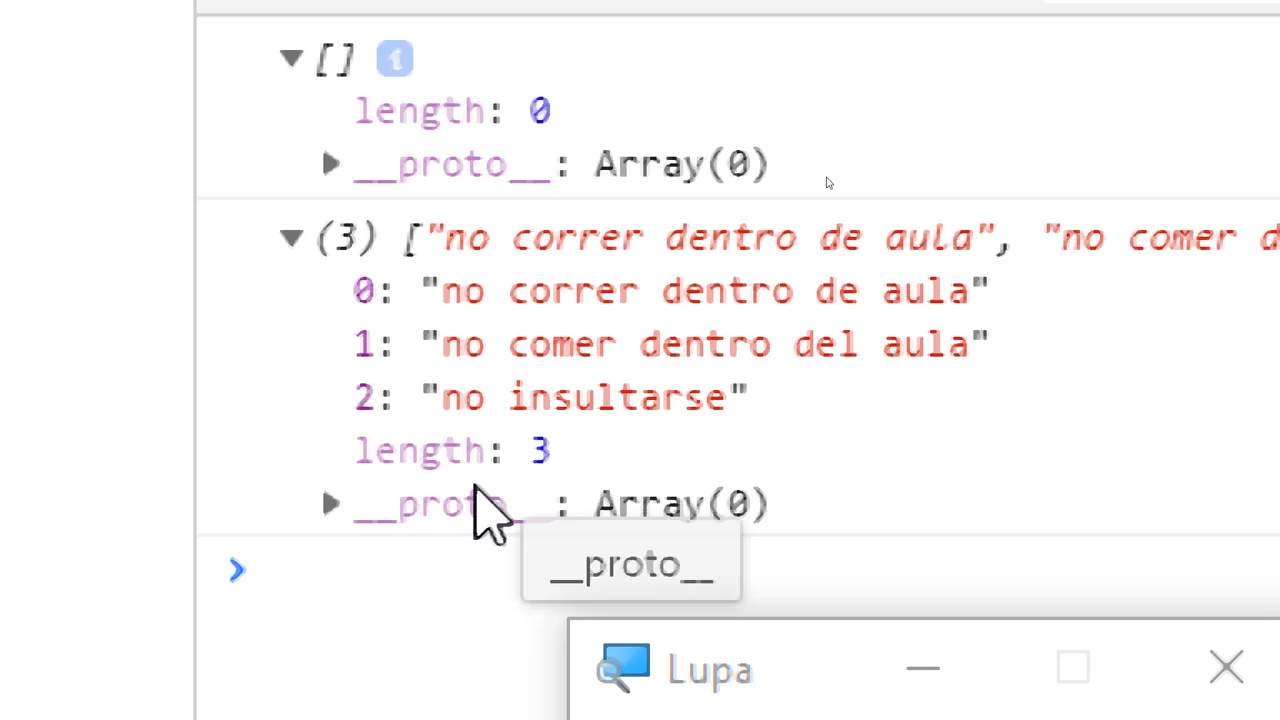 ▼ [] i
length: 0
▶ __proto__: Array(0)
▼ (3) ["no correr dentro de aula", "no comer d
0: "no correr dentro de aula"
1: "no comer dentro del aula"
2: "no insultarse"
length: 3
▶ __proto__: Array(0)
__proto__
Lupa